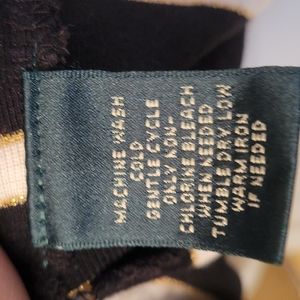 MACHINE WASH
COLD
GENTLE CYCLE
ONLY NON-
CHLORINE BLEACH
WHEN NEEDED
TUMBLE DRY LOW
WARM IRON
IF NEEDED